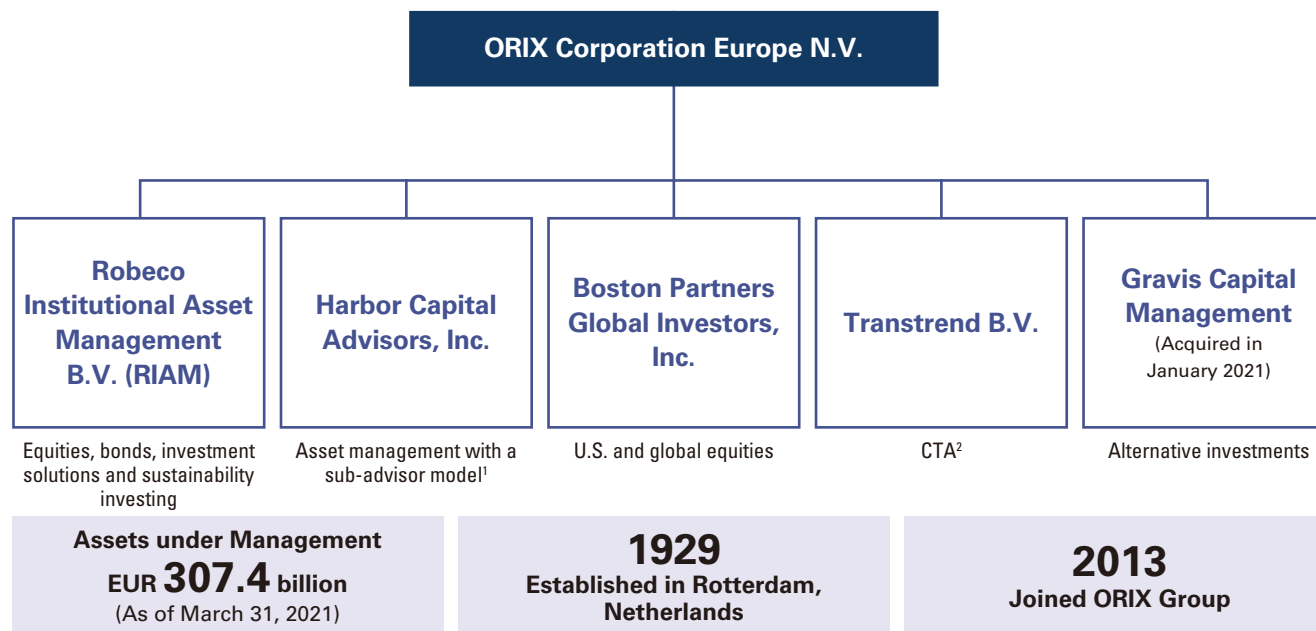 ORIX Corporation Europe N.V.
Robeco
Institutional Asset
Management
B.V. (RIAM)
Harbor Capital
Advisors, Inc.
Boston Partners
Global Investors,
Inc.
Transtrend B.V.
Gravis Capital
Management
(Acquired in
January 2021)
Equities, bonds, investment
solutions and sustainability
investing
Asset management with a
sub-advisor model¹
U.S. and global equities
CTA²
Alternative investments
Assets under Management
EUR 307.4 billion
(As of March 31, 2021)
1929
Established in Rotterdam,
Netherlands
2013
Joined ORIX Group